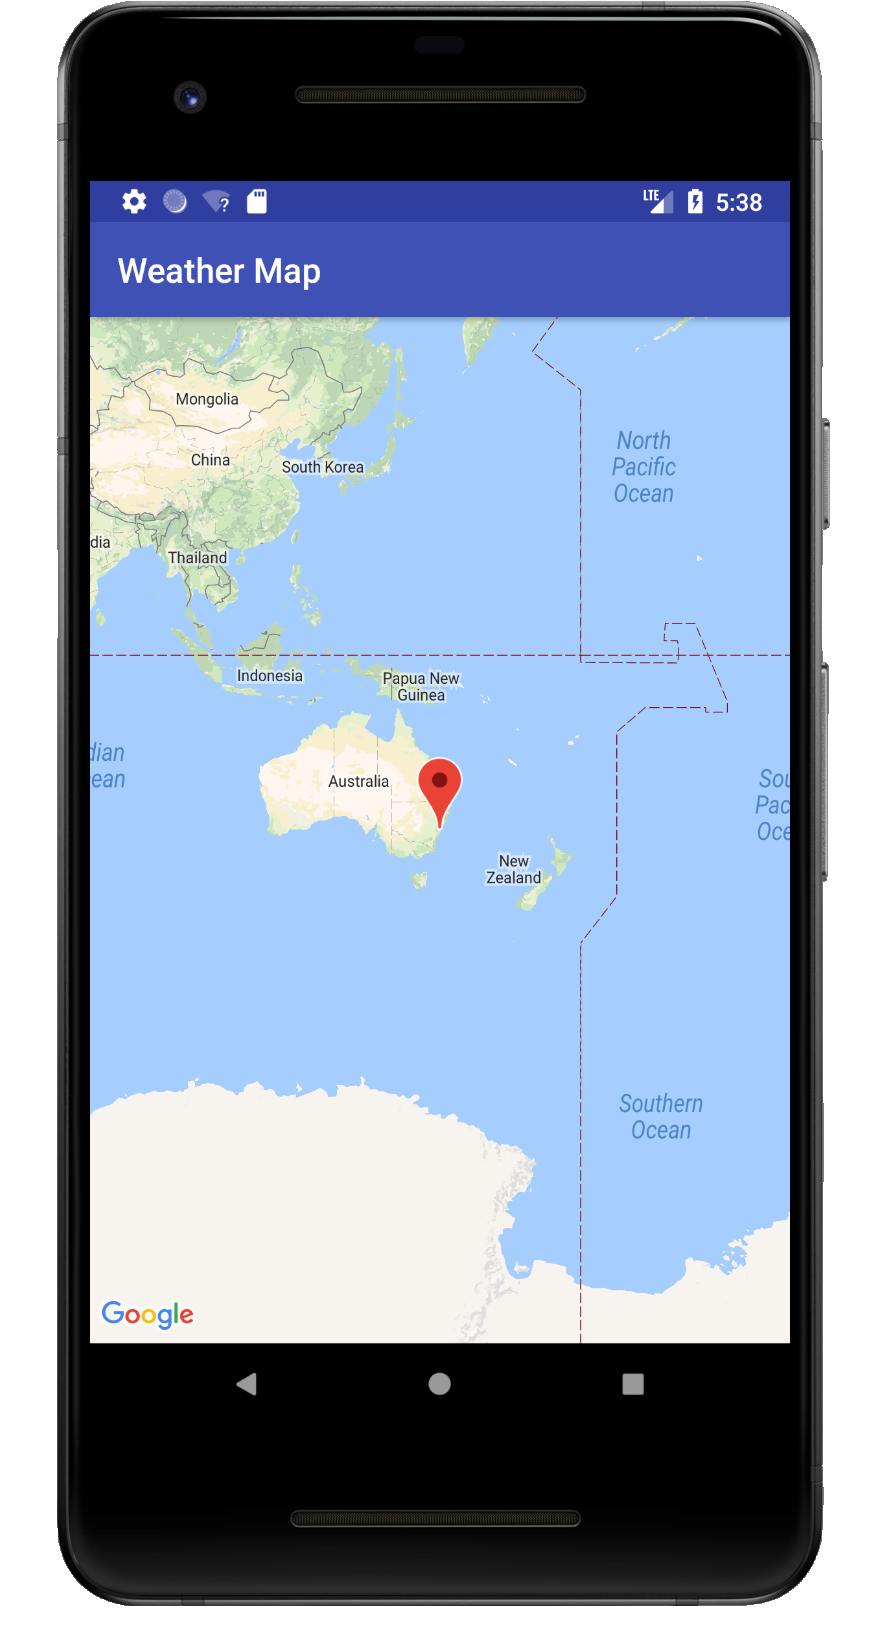 LTE 5:38
Weather Map
Mongolia
China
South Korea
North
Pacific
Ocean
dia
Thailand
Indonesia
Papua New
Guinea
dian
ean
Australia
Sou
Pac
Oce
New
Zealand
Southern
Ocean
Google